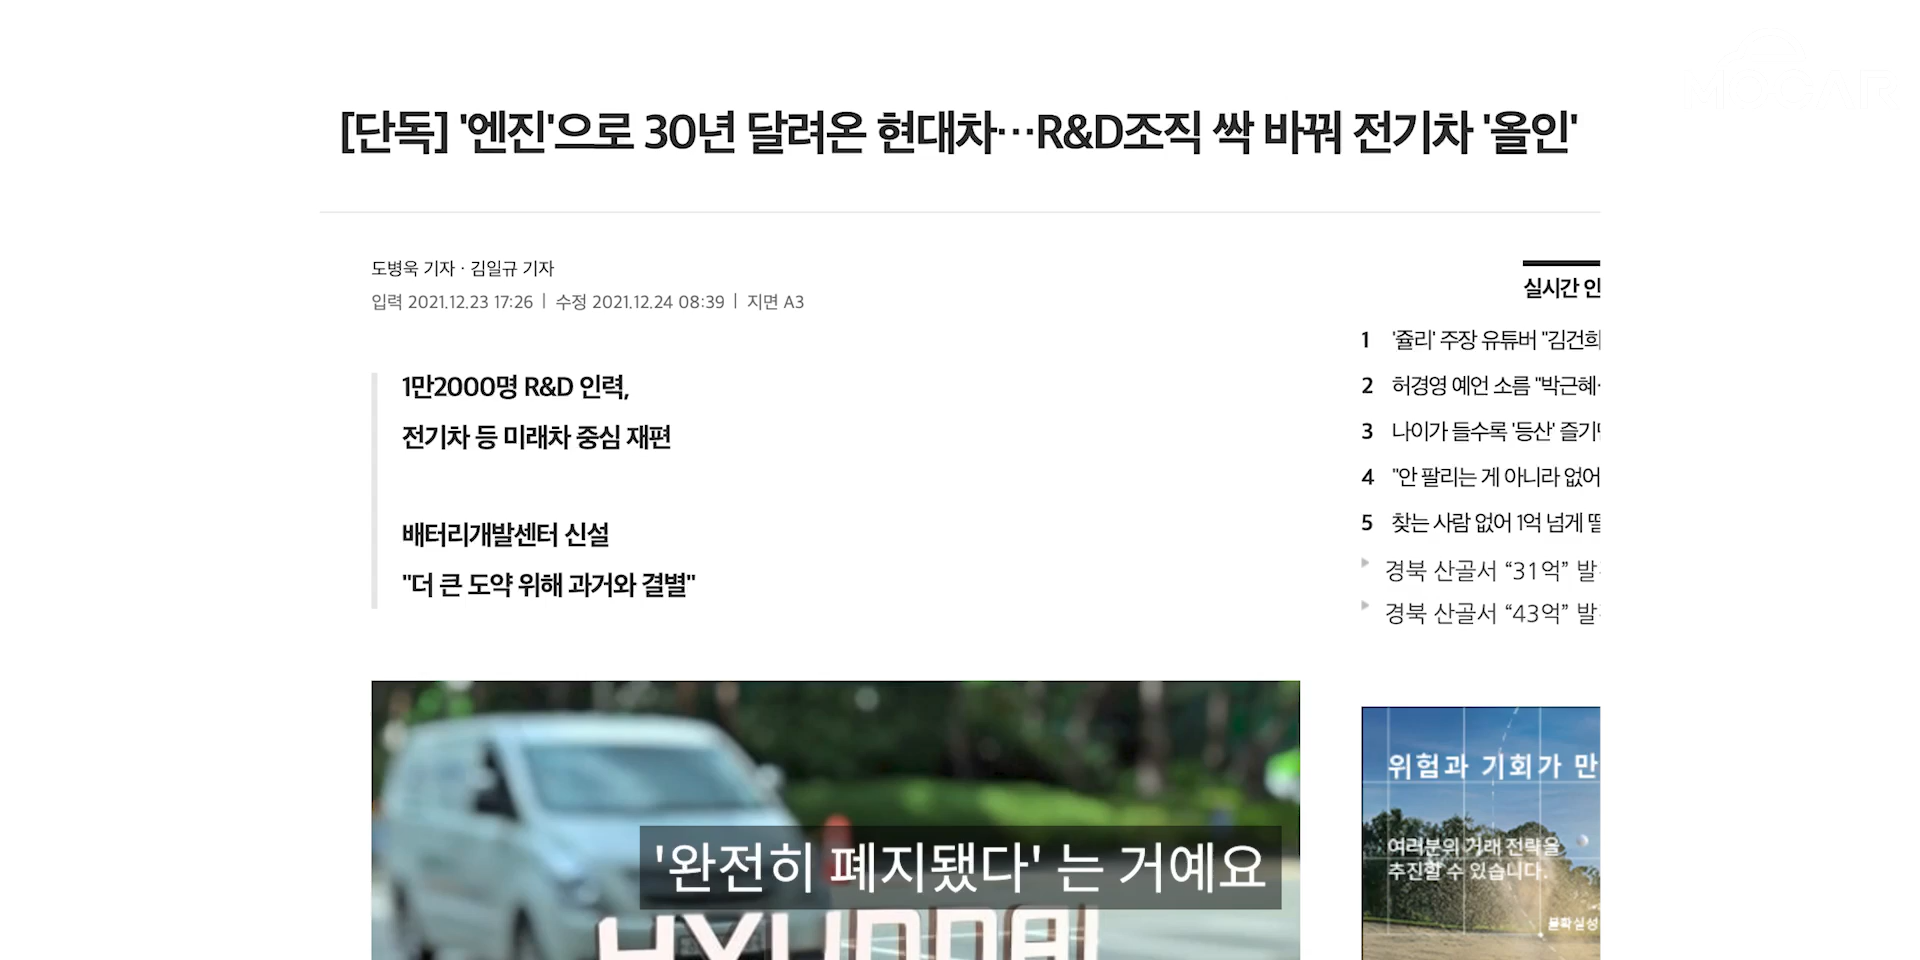 MOCAR
[단독] '엔진'으로 30년 달려온 현대차…R&D조직 싹 바꿔 전기차 '올인'
도병욱 기자 · 김일규 기자
입력 2021.12.23 17:26 | 수정 2021.12.24 08:39 | 지면 A3
1만2000명 R&D 인력,
전기차 등 미래차 중심 재편
배터리개발센터 신설
"더 큰 도약 위해 과거와 결별"
실시간 인
1 '쥴리' 주장 유튜버 "김건희
2 허경영 예언 소름 "박근혜
3 나이가 들수록 '등산' 즐기
4 "안 팔리는 게 아니라 없어
5 찾는 사람 없어 1억 넘게 떨
경북 산골서 “31억” 발
경북 산골서 “43억” 발
'완전히 폐지됐다' 는 거예요
HYUNDAI
위험과 기회가 만
여러분의 거래 전략을
추진할 수 있습니다.
불확실성